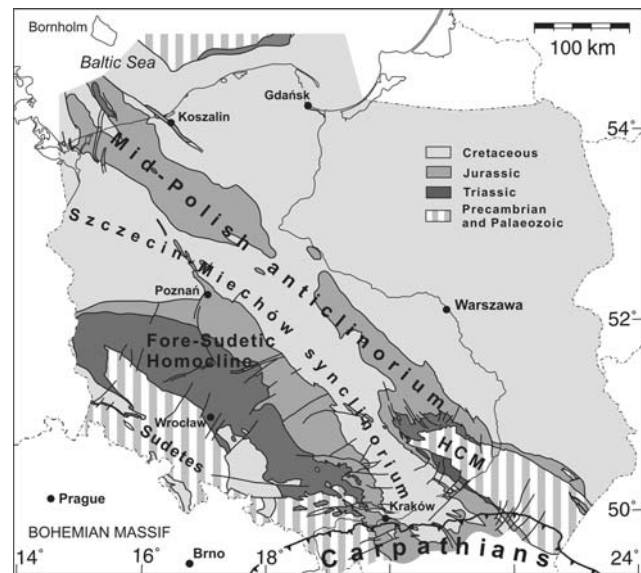 Bornholm
Baltic Sea
100 km
Gdańsk
Koszalin
54°
Cretaceous
Jurassic
Triassic
Precambrian
and Palaeozoic
Mid-Polish anticlinorium
Szczecin-Miechów synclinorium
Poznań
Warszawa
52°
Fore-Sudetic
Homocline
Wrocław
HCM
Sudetes
Prague
Kraków
50°
BOHEMIAN MASSIF
Carpathians
Brno
14°
16°
18°
24°